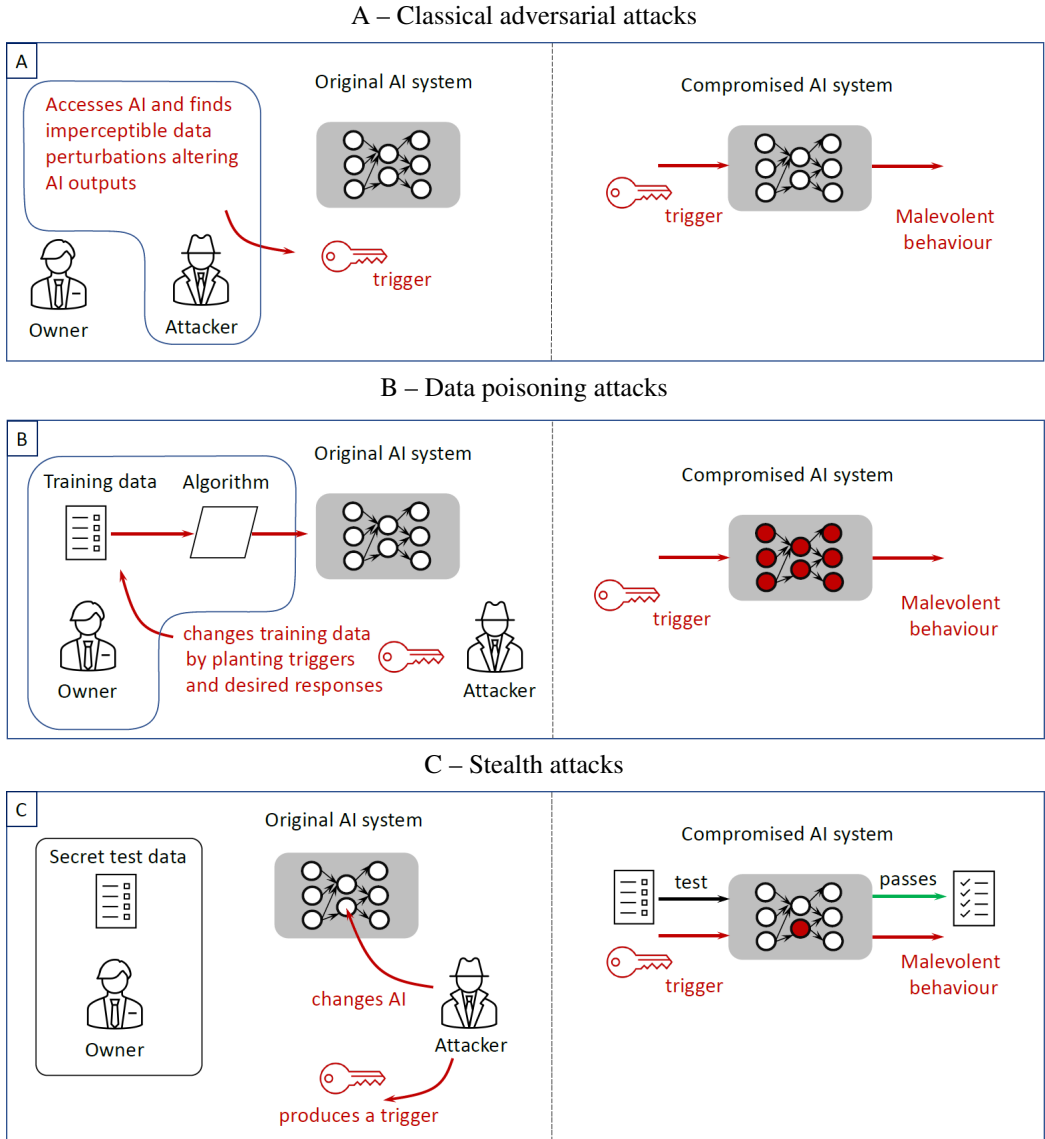 A – Classical adversarial attacks
A
Original AI system
Compromised AI system
Accesses AI and finds
imperceptible data
perturbations altering
AI outputs
trigger
trigger
Malevolent
behaviour
Owner
Attacker
B – Data poisoning attacks
B
Original AI system
Compromised AI system
Training data
Algorithm
changes training data
by planting triggers
and desired responses
Owner
Attacker
trigger
Malevolent
behaviour
C – Stealth attacks
C
Original AI system
Compromised AI system
Secret test data
Owner
changes AI
Attacker
produces a trigger
test
passes
trigger
Malevolent
behaviour